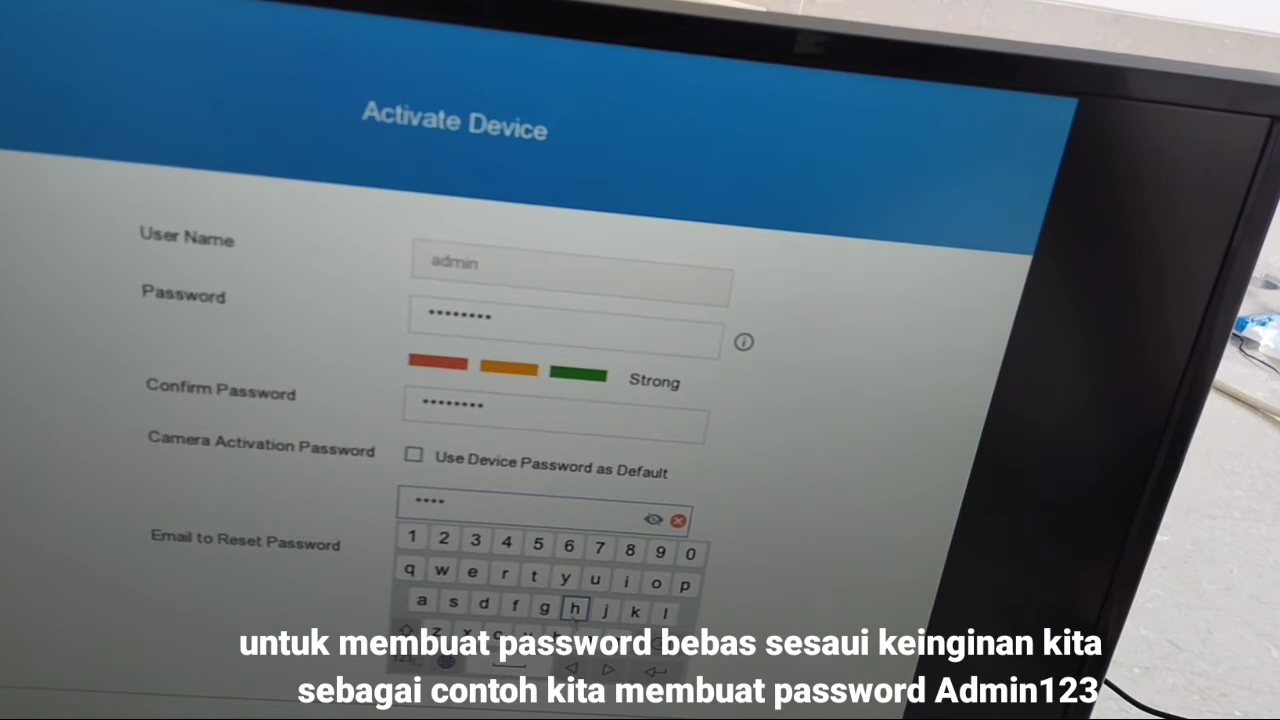 Activate Device
User Name
admin
Password
••••••••
Strong
Confirm Password
••••••••
Camera Activation Password
Use Device Password as Default
••••
Email to Reset Password
1 2 3 4 5 6 7 8 9 0
q w e r t y u i o p
a s d f g h j k l
untuk membuat password bebas sesaui keinginan kita
sebagai contoh kita membuat password Admin123